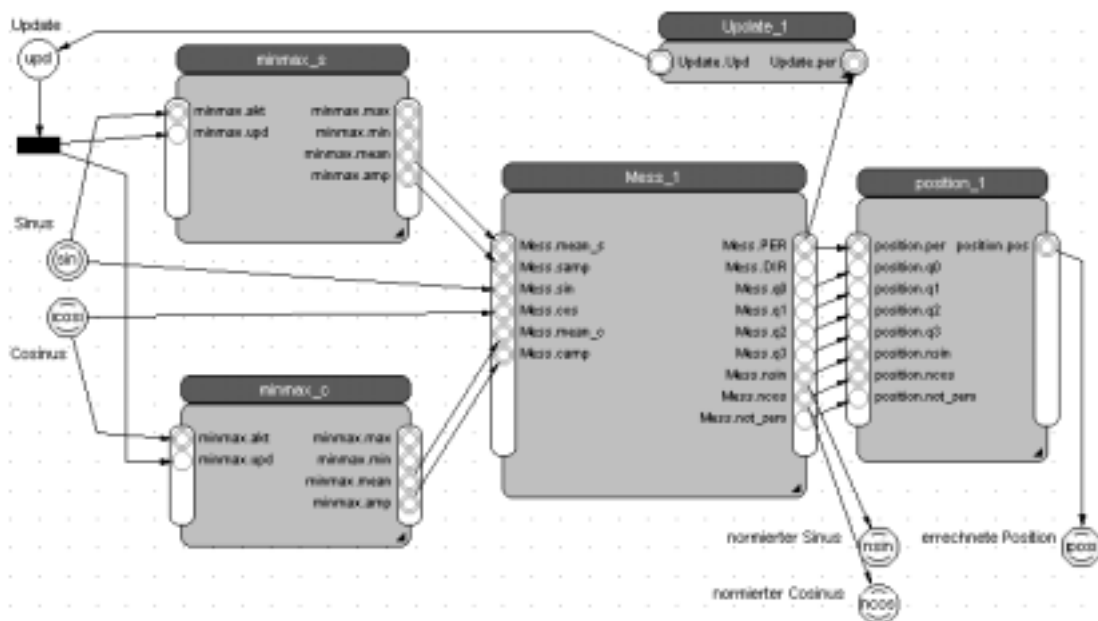 Update
upd
Update_1
Update.Upd Update.per
minmax_s
minmax.akt minmax.max
minmax.upd minmax.min
minmax.mean
minmax.amp
Sinus
sin
cos
Cosinus
Mess_1
Mess.mean_s Mess.PER
Mess.samp Mess.DIR
Mess.sin Mess.q0
Mess.cos Mess.q1
Mess.mean_c Mess.q2
Mess.camp Mess.q3
Mess.nsin
Mess.ncos
Mess.not_pem
position_1
position.per position.pos
position.q0
position.q1
position.q2
position.q3
position.nsin
position.ncos
position.not_pem
minmax_c
minmax.akt minmax.max
minmax.upd minmax.min
minmax.mean
minmax.amp
normierter Sinus
nsin
errechnete Position
pos
normierter Cosinus
ncos